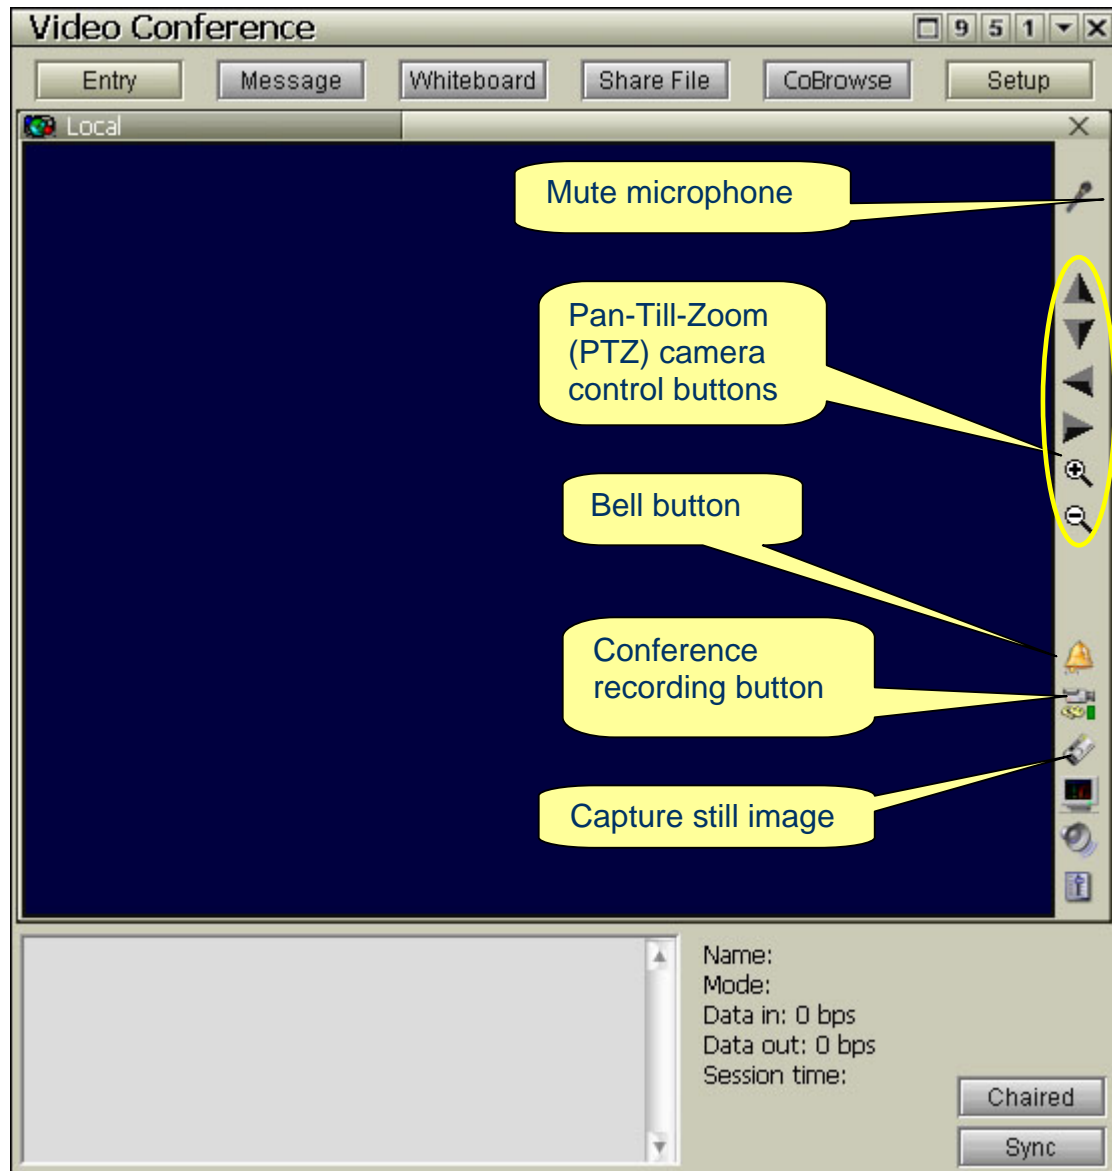 Video Conference
9 5 1
Entry Message Whiteboard Share File CoBrowse Setup
Local
Mute microphone
Pan-Till-Zoom
(PTZ) camera
control buttons
Bell button
Conference
recording button
Capture still image
Name:
Mode:
Data in: 0 bps
Data out: 0 bps
Session time:
Chaired
Sync